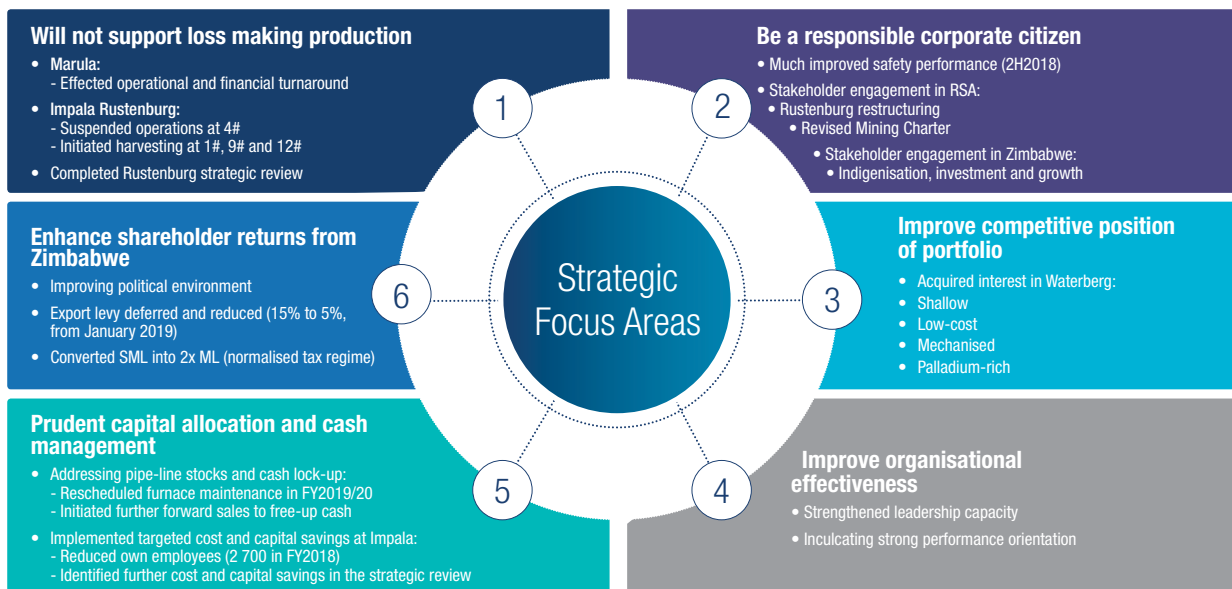 Will not support loss making production
• Marula:
- Effected operational and financial turnaround
• Impala Rustenburg:
- Suspended operations at 4#
- Initiated harvesting at 1#, 9# and 12#
• Completed Rustenburg strategic review
1
Be a responsible corporate citizen
• Much improved safety performance (2H2018)
• Stakeholder engagement in RSA:
• Rustenburg restructuring
• Revised Mining Charter
• Stakeholder engagement in Zimbabwe:
• Indigenisation, investment and growth
2
Improve competitive position
of portfolio
• Acquired interest in Waterberg:
• Shallow
• Low-cost
• Mechanised
• Palladium-rich
3
Improve organisational
effectiveness
• Strengthened leadership capacity
• Inculcating strong performance orientation
4
Prudent capital allocation and cash
management
• Addressing pipe-line stocks and cash lock-up:
- Rescheduled furnace maintenance in FY2019/20
- Initiated further forward sales to free-up cash
• Implemented targeted cost and capital savings at Impala:
- Reduced own employees (2 700 in FY2018)
- Identified further cost and capital savings in the strategic review
5
Enhance shareholder returns from
Zimbabwe
• Improving political environment
• Export levy deferred and reduced (15% to 5%,
from January 2019)
• Converted SML into 2x ML (normalised tax regime)
6
Strategic
Focus Areas